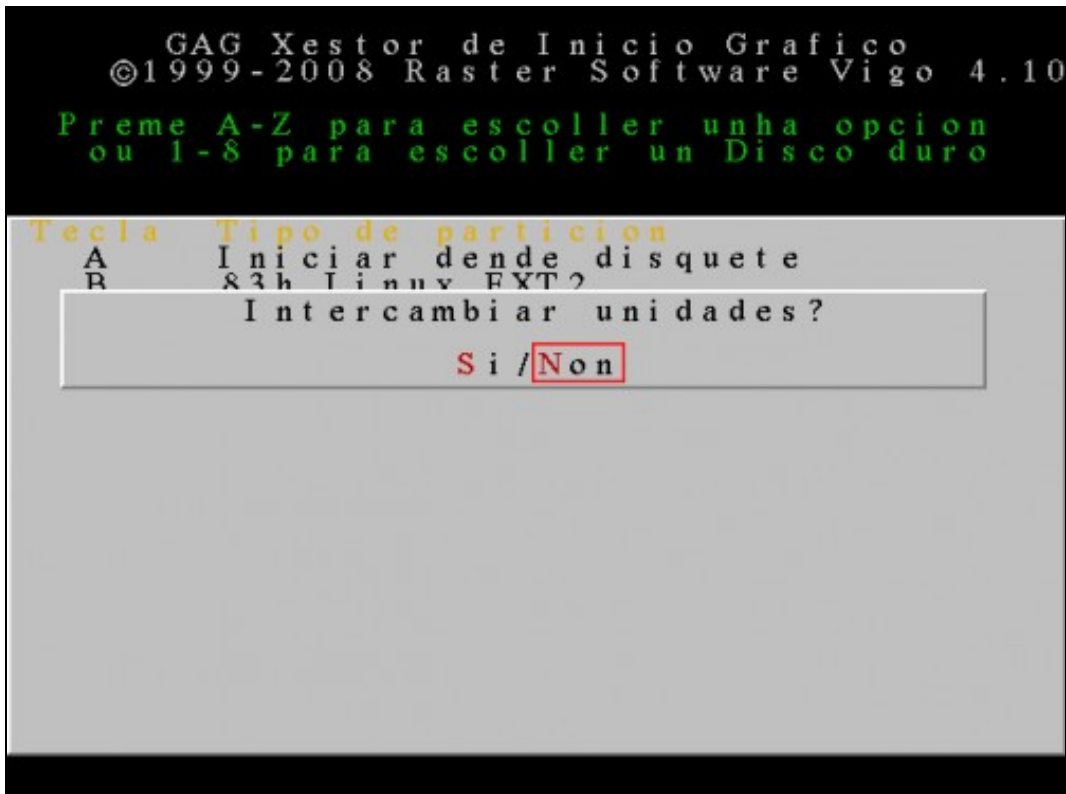 GAG Xestor de Inicio Grafico
©1999-2008 Raster Software Vigo 4.10
Preme A-Z para escoller unha opcion
ou 1-8 para escoller un Disco duro
Tecla Tipo de particion
A Iniciar dende disquete
B 83h Linux EXT2
Intercambiar unidades?
Si/Non